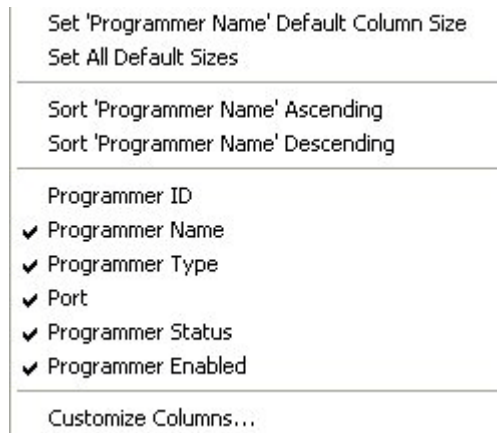 Set 'Programmer Name' Default Column Size
Set All Default Sizes
Sort 'Programmer Name' Ascending
Sort 'Programmer Name' Descending
Programmer ID
Programmer Name
Programmer Type
Port
Programmer Status
Programmer Enabled
Customize Columns...